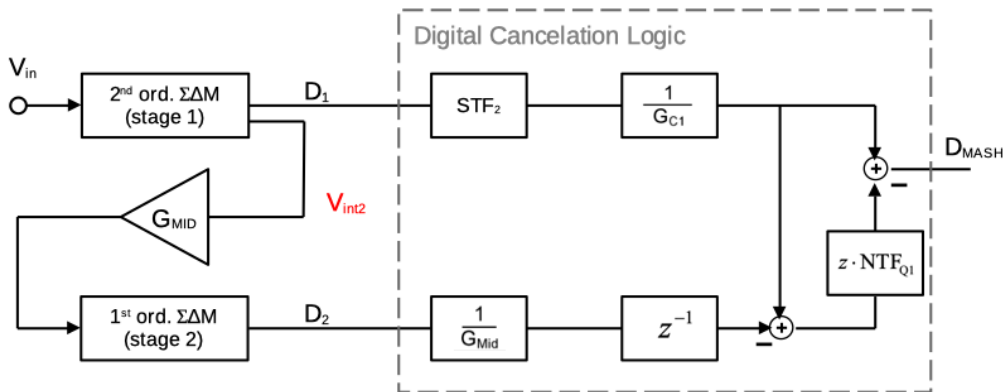 Digital Cancelation Logic
V_in
2nd ord. ΣΔM
(stage 1)
D_1
STF_2
1
G_C1
D_MASH
+
−
G_MID
V_int2
z · NTF_Q1
1st ord. ΣΔM
(stage 2)
D_2
1
G_Mid
z^-1
+
−